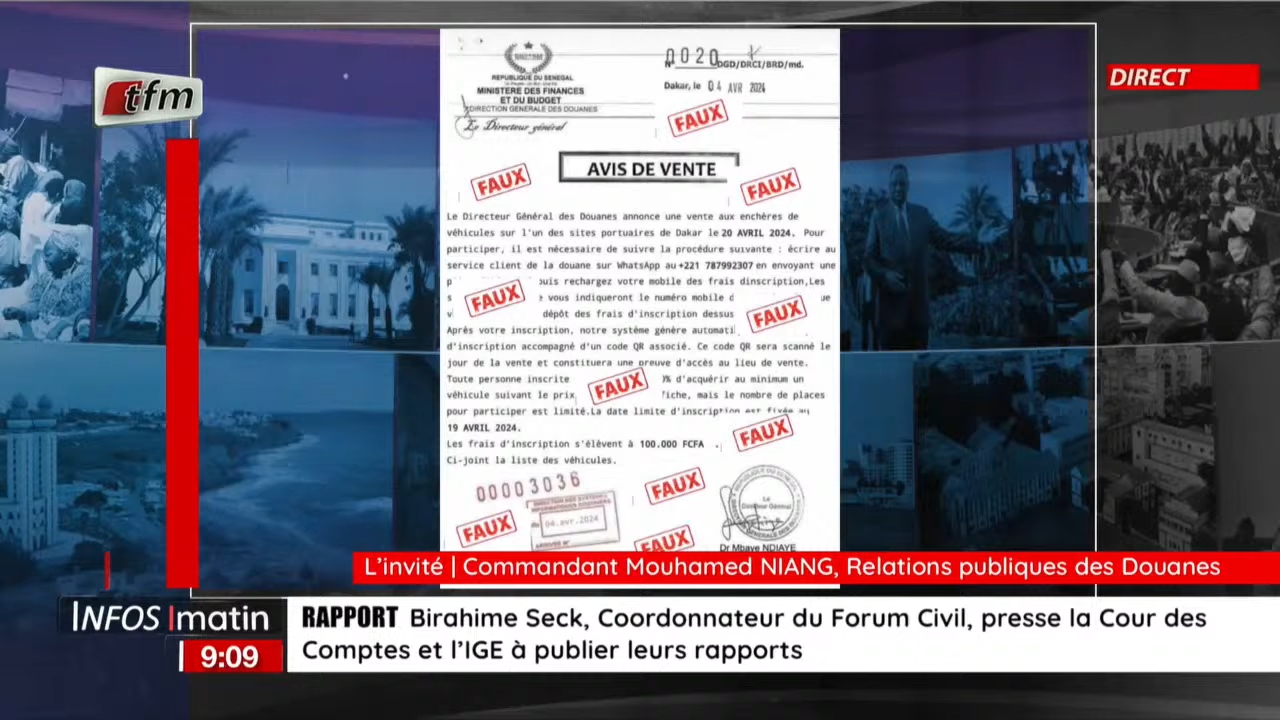 tfm
DIRECT
REPUBLIQUE DU SENEGAL
MINISTERE DES FINANCES
ET DU BUDGET
DIRECTION GENERALE DES DOUANES
Le Directeur général
N° 0020 DGD/DRCI/BRD/md.
Dakar, le 04 AVR 2024
FAUX
AVIS DE VENTE
FAUX
FAUX
Le Directeur Général des Douanes annonce une vente aux enchères de
véhicules sur l'un des sites portuaires de Dakar le 20 AVRIL 2024. Pour
participer, il est nécessaire de suivre la procédure suivante : écrire au
service client de la douane sur WhatsApp au +221 787992307 en envoyant une
p uis rechargez votre mobile des frais dinscription,Les
s FAUX vous indiqueront le numéro mobile d ue
v dépôt des frais d'inscription dessus FAUX
Après votre inscription, notre système génère automati
d'inscription accompagné d'un code QR associé. Ce code QR sera scanné le
jour de la vente et constituera une preuve d'accès au lieu de vente.
Toute personne inscrite FAUX % d'acquérir au minimum un
véhicule suivant le prix fiche, mais le nombre de places
pour participer est limité.La date limite d'inscription est fixée au
19 AVRIL 2024.
FAUX
Les frais d'inscription s'élèvent à 100.000 FCFA .
Ci-joint la liste des véhicules.
00003036
FAUX
FAUX
04.avr.2024
FAUX
Le
Directeur Général
Dr Mbaye NDIAYE
L'invité | Commandant Mouhamed NIANG, Relations publiques des Douanes
INFOS matin
9:09
RAPPORT Birahime Seck, Coordonnateur du Forum Civil, presse la Cour des
Comptes et l'IGE à publier leurs rapports